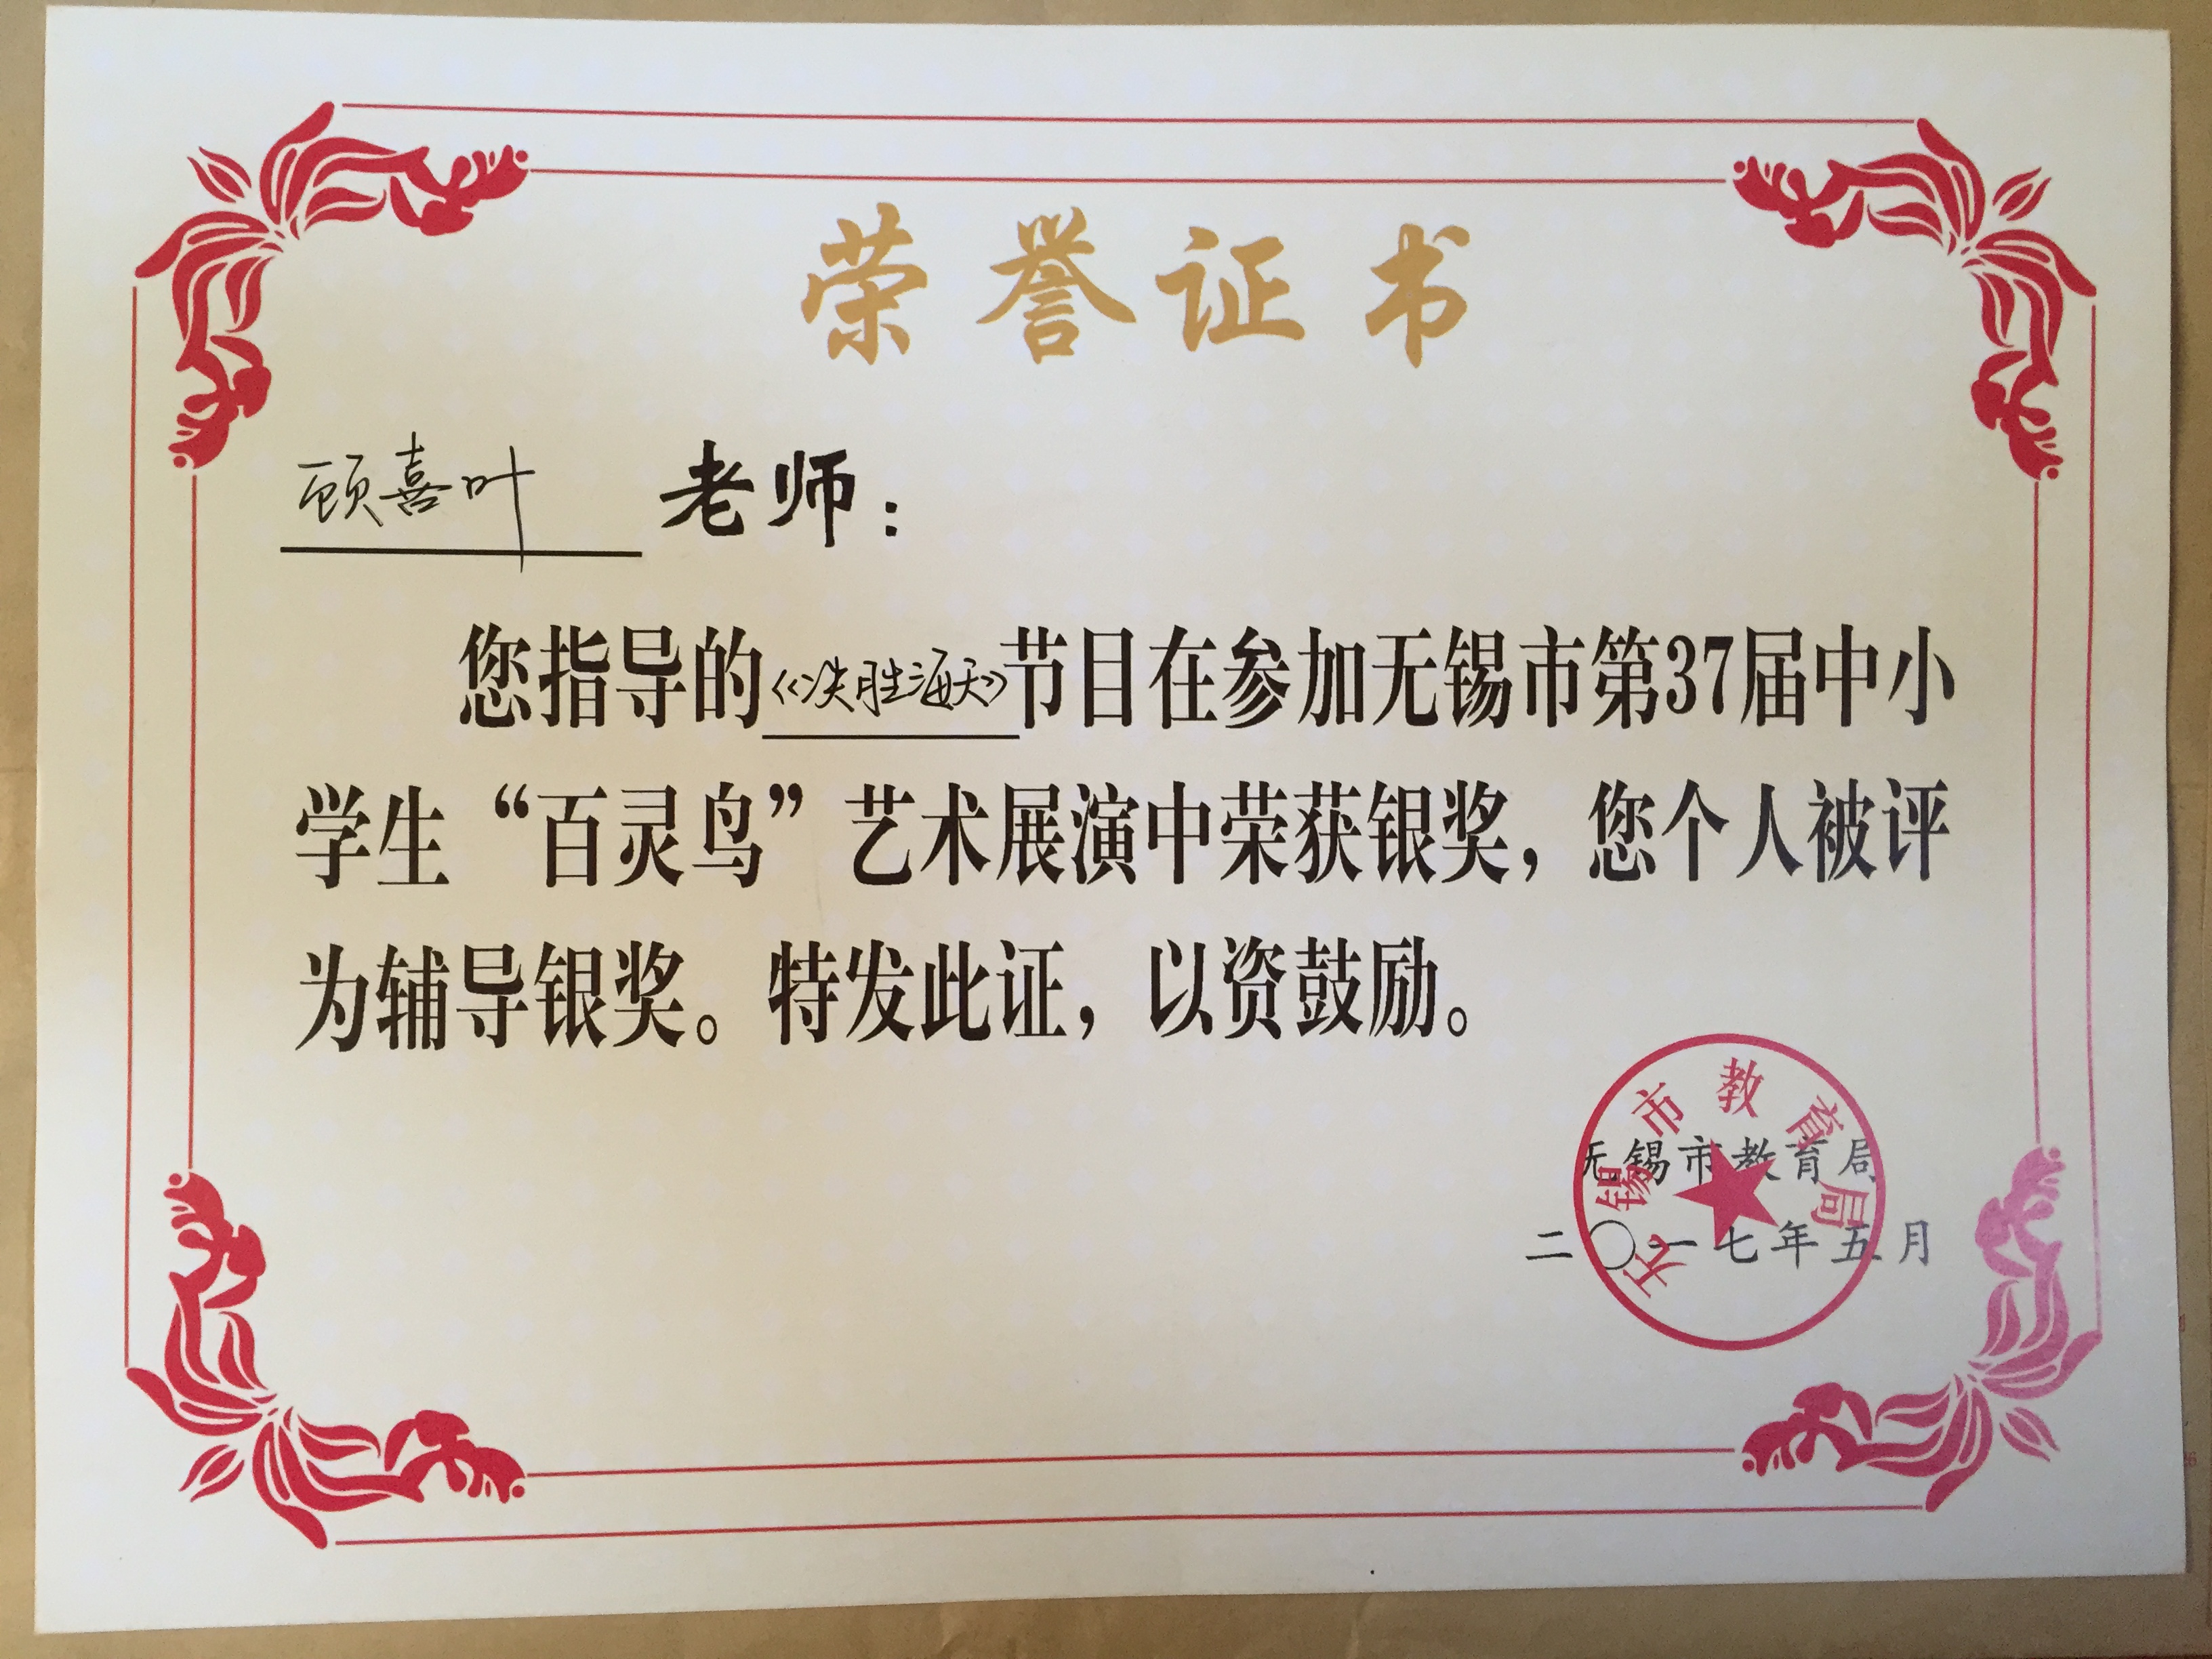 荣誉证书
顾喜叶 老师：
您指导的《决胜海天》节目在参加无锡市第37届中小
学生“百灵鸟”艺术展演中荣获银奖，您个人被评
为辅导银奖。特发此证，以资鼓励。
无锡市教育局
无锡市教育局
二〇一七年五月